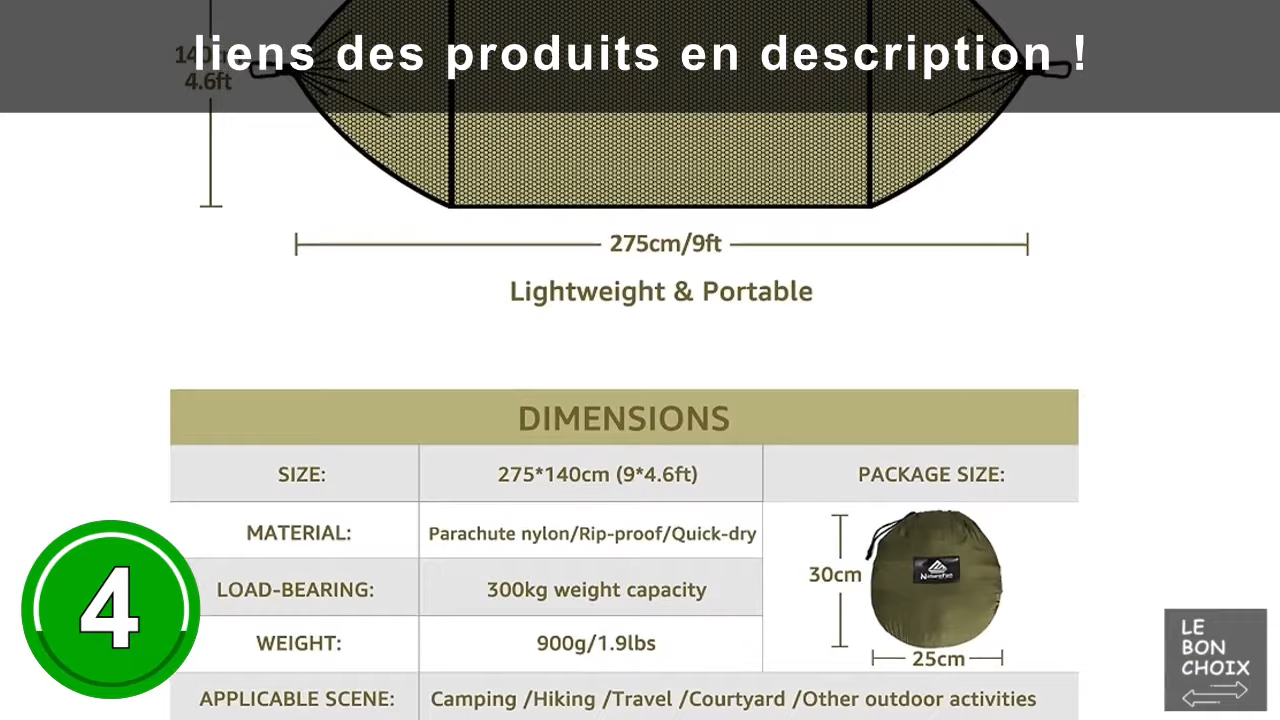 liens des produits en description !
4.6ft
275cm/9ft
Lightweight & Portable
DIMENSIONS
SIZE: 275*140cm (9*4.6ft) PACKAGE SIZE:
MATERIAL: Parachute nylon/Rip-proof/Quick-dry
30cm
LOAD-BEARING: 300kg weight capacity
WEIGHT: 900g/1.9lbs
25cm
APPLICABLE SCENE: Camping /Hiking /Travel /Courtyard /Other outdoor activities
4
LE
BON
CHOIX